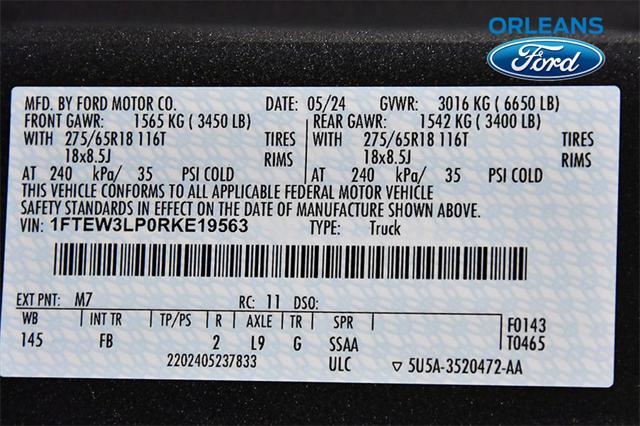 ORLEANS
Ford
MFD. BY FORD MOTOR CO. DATE: 05/24 GVWR: 3016 KG ( 6650 LB)
FRONT GAWR: 1565 KG ( 3450 LB) REAR GAWR: 1542 KG ( 3400 LB)
WITH 275/65R18 116T TIRES WITH 275/65R18 116T TIRES
18x8.5J RIMS 18x8.5J RIMS
AT 240 kPa/ 35 PSI COLD AT 240 kPa/ 35 PSI COLD
THIS VEHICLE CONFORMS TO ALL APPLICABLE FEDERAL MOTOR VEHICLE
SAFETY STANDARDS IN EFFECT ON THE DATE OF MANUFACTURE SHOWN ABOVE.
VIN: 1FTEW3LP0RKE19563 TYPE: Truck
EXT PNT: M7 RC: 11 DSO:
WB INT TR TP/PS R AXLE TR SPR F0143
145 FB 2 L9 G SSAA T0465
2202405237833 ULC ▽ 5U5A-3520472-AA